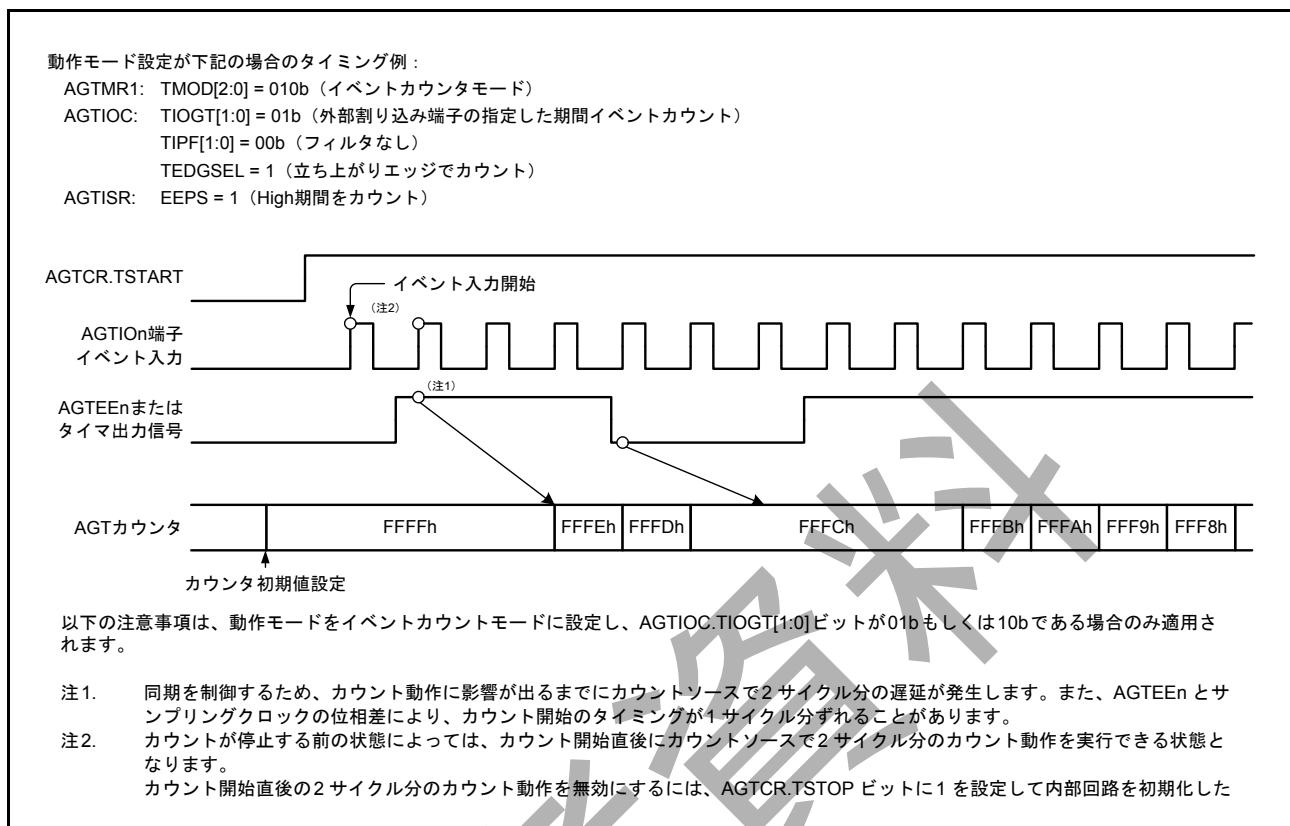 動作モード設定が下記の場合のタイミング例：
AGTMR1: TMOD[2:0] = 010b（イベントカウンタモード）
AGTIOC: TIOGT[1:0] = 01b（外部割り込み端子の指定した期間イベントカウント）
TIPF[1:0] = 00b（フィルタなし）
TEDGSEL = 1（立ち上がりエッジでカウント）
AGTISR: EEPS = 1（High期間をカウント）
AGTCR.TSTART
イベント入力開始
（注2）
AGTIOn端子
イベント入力
（注1）
AGTEEnまたは
タイマ出力信号
AGTカウンタ
FFFFh FFFEh FFFDh FFFCh FFFBh FFFAh FFF9h FFF8h
カウンタ初期値設定
以下の注意事項は、動作モードをイベントカウントモードに設定し、AGTIOC.TIOGT[1:0]ビットが01bもしくは10bである場合のみ適用さ
れます。
注1. 同期を制御するため、カウント動作に影響が出るまでにカウントソースで2 サイクル分の遅延が発生します。また、AGTEEn とサ
ンプリングクロックの位相差により、カウント開始のタイミングが1 サイクル分ずれることがあります。
注2. カウントが停止する前の状態によっては、カウント開始直後にカウントソースで2 サイクル分のカウント動作を実行できる状態と
なります。
カウント開始直後の2 サイクル分のカウント動作を無効にするには、AGTCR.TSTOP ビットに1 を設定して内部回路を初期化した
資料